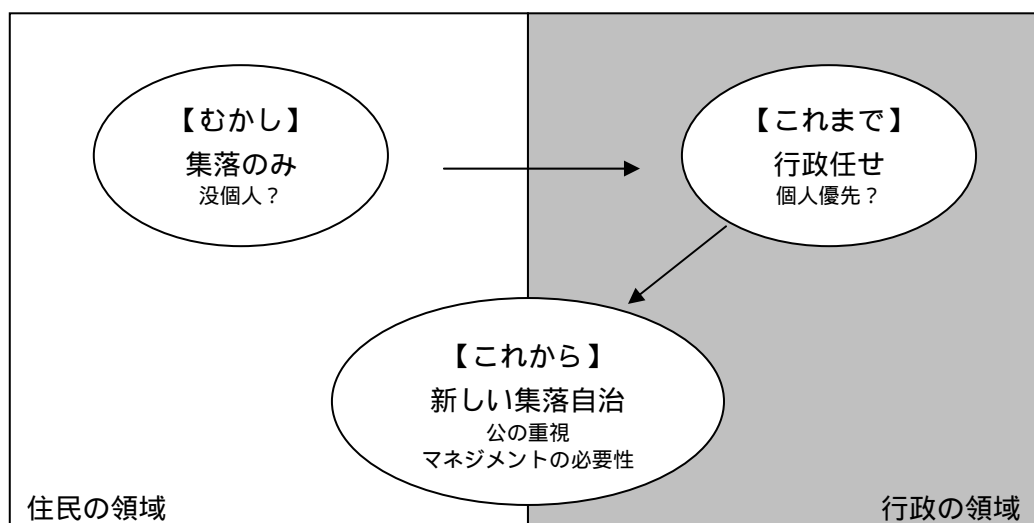 【むかし】
集落のみ
没個人？
【これまで】
行政任せ
個人優先？
【これから】
新しい集落自治
公の重視
マネジメントの必要性
住民の領域
行政の領域